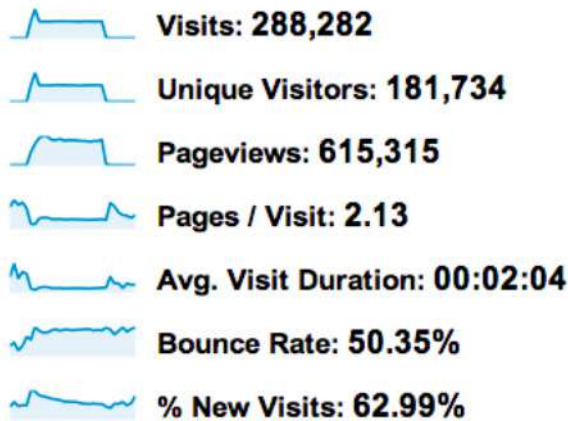 Visits: 288,282
Unique Visitors: 181,734
Pageviews: 615,315
Pages / Visit: 2.13
Avg. Visit Duration: 00:02:04
Bounce Rate: 50.35%
% New Visits: 62.99%